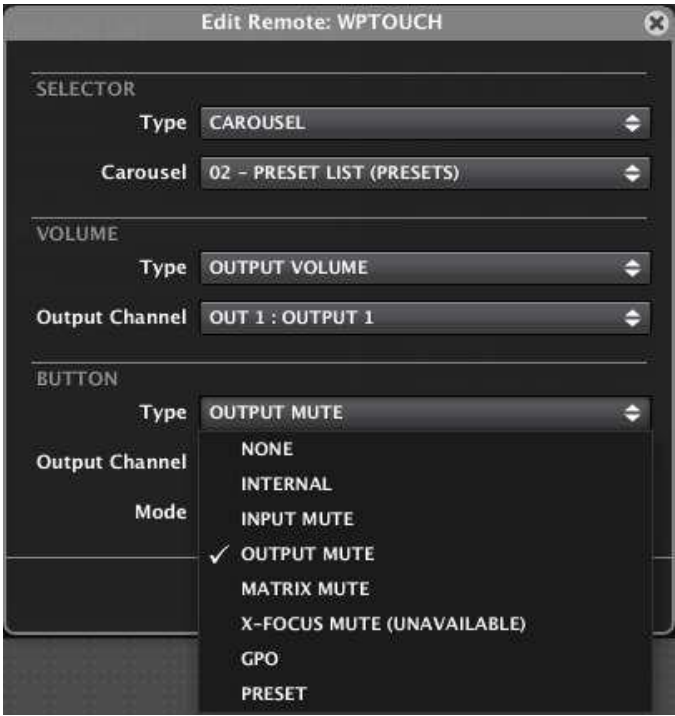 Edit Remote: WPTOUCH
SELECTOR
Type CAROUSEL
Carousel 02 – PRESET LIST (PRESETS)
VOLUME
Type OUTPUT VOLUME
Output Channel OUT 1 : OUTPUT 1
BUTTON
Type OUTPUT MUTE
NONE
Output Channel
INTERNAL
Mode
INPUT MUTE
✓ OUTPUT MUTE
MATRIX MUTE
X-FOCUS MUTE (UNAVAILABLE)
GPO
PRESET